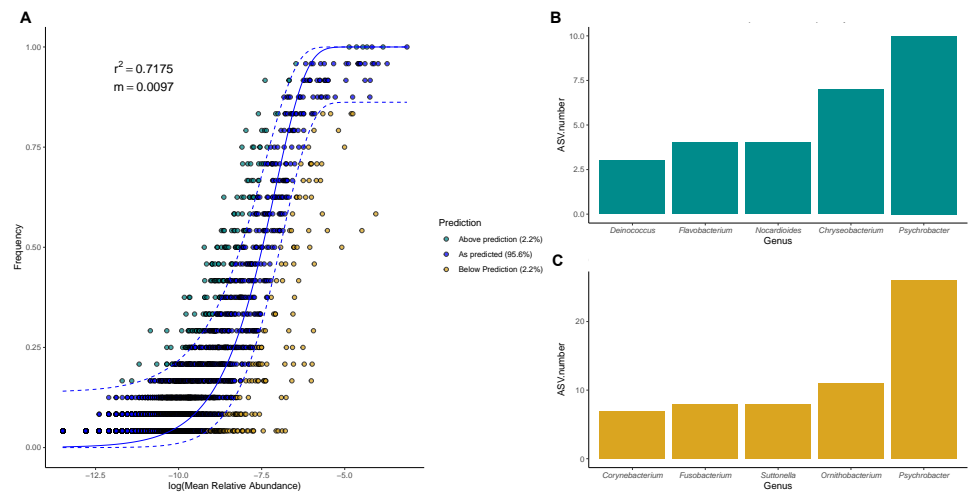 A
r² = 0.7175
m = 0.0097
1.00
0.75
0.50
0.25
0.00
Frequency
−12.5 −10.0 −7.5 −5.0
log(Mean Relative Abundance)
Prediction
Above prediction (2.2%)
As predicted (95.6%)
Below Prediction (2.2%)
B
10.0
7.5
5.0
2.5
0.0
ASV.number
Deinococcus Flavobacterium Nocardioides Chryseobacterium Psychrobacter
Genus
C
20
10
0
ASV.number
Corynebacterium Fusobacterium Suttonella Ornithobacterium Psychrobacter
Genus